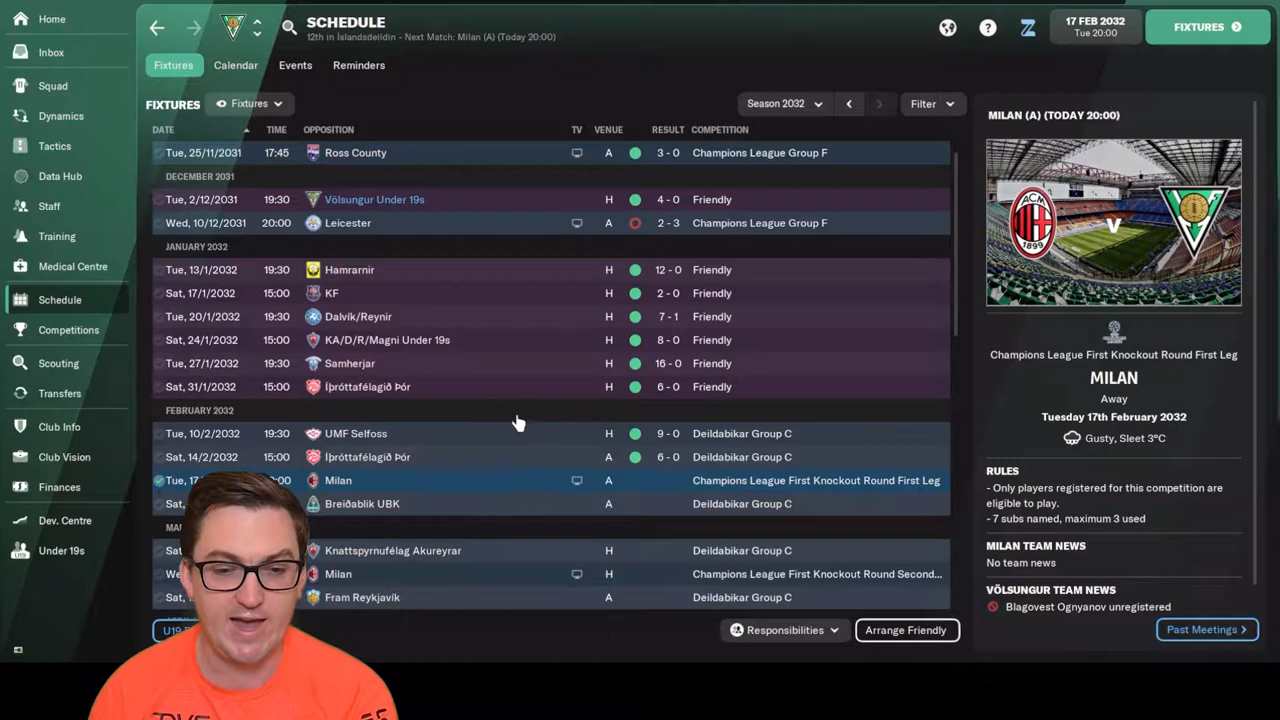 Home
Inbox
Squad
Dynamics
Tactics
Data Hub
Staff
Training
Medical Centre
Schedule
Competitions
Scouting
Transfers
Club Info
Club Vision
Finances
Dev. Centre
Under 19s
SCHEDULE
12th in Íslandsdeildin - Next Match: Milan (A) (Today 20:00)
17 FEB 2032
Tue 20:00
FIXTURES
Fixtures Calendar Events Reminders
FIXTURES Fixtures Season 2032 Filter
DATE TIME OPPOSITION TV VENUE RESULT COMPETITION
Tue, 25/11/2031 17:45 Ross County A 3 - 0 Champions League Group F
DECEMBER 2031
Tue, 2/12/2031 19:30 Völsungur Under 19s H 4 - 0 Friendly
Wed, 10/12/2031 20:00 Leicester A 2 - 3 Champions League Group F
JANUARY 2032
Tue, 13/1/2032 19:30 Hamrarnir H 12 - 0 Friendly
Sat, 17/1/2032 15:00 KF H 2 - 0 Friendly
Tue, 20/1/2032 19:30 Dalvík/Reynir H 7 - 1 Friendly
Sat, 24/1/2032 15:00 KA/D/R/Magni Under 19s H 8 - 0 Friendly
Tue, 27/1/2032 19:30 Samherjar H 16 - 0 Friendly
Sat, 31/1/2032 15:00 Íþróttafélagið Þór H 6 - 0 Friendly
FEBRUARY 2032
Tue, 10/2/2032 19:30 UMF Selfoss H 9 - 0 Deildabikar Group C
Sat, 14/2/2032 15:00 Íþróttafélagið Þór A 6 - 0 Deildabikar Group C
Tue, Milan A Champions League First Knockout Round First Leg
Sat, Breiðablik UBK A Deildabikar Group C
Knattspyrnufélag Akureyrar H Deildabikar Group C
Milan H Champions League First Knockout Round Second...
Fram Reykjavík A Deildabikar Group C
Responsibilities Arrange Friendly
MILAN (A) (TODAY 20:00)
ACM
1899
V
Champions League First Knockout Round First Leg
MILAN
Away
Tuesday 17th February 2032
Gusty, Sleet 3°C
RULES
- Only players registered for this competition are
eligible to play.
- 7 subs named, maximum 3 used
MILAN TEAM NEWS
No team news
VÖLSUNGUR TEAM NEWS
Blagovest Ognyanov unregistered
Past Meetings